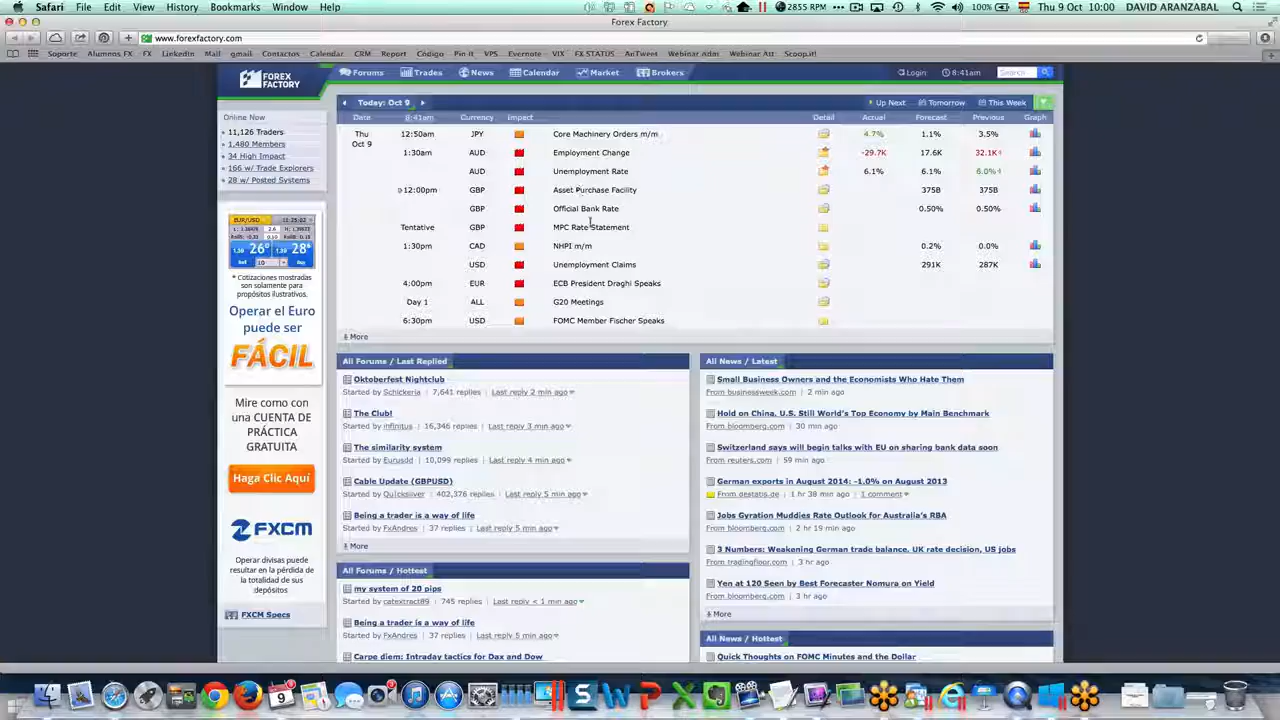 Safari File Edit View History Bookmarks Window Help 2855 RPM 100% Thu 9 Oct 10:00 DAVID ARANZABAL
Forex Factory
www.forexfactory.com
Soporte Alumnos FX FX LinkedIn Mail gmail Contactos Calendar CRM Report Código Pin it VPS Evernote VIX FX STATUS AnTweet Webinar Adm Webinar Att Scoop.it!
FOREX FACTORY Forums Trades News Calendar Market Brokers Login 8:41am Search
Online Now
11,126 Traders
1,480 Members
34 High Impact
166 w/ Trade Explorers
28 w/ Posted Systems
EUR/USD
* Cotizaciones mostradas
son solamente para
propósitos ilustrativos.
Operar el Euro
puede ser
FÁCIL
Mire como con
una CUENTA DE
PRÁCTICA
GRATUITA
Haga Clic Aquí
FXCM
Operar divisas puede
resultar en la pérdida de
la totalidad de sus
depósitos
FXCM Specs
Today: Oct 9 Up Next Tomorrow This Week
Date 8:41am Currency Impact Detail Actual Forecast Previous Graph
Thu Oct 9 12:50am JPY Core Machinery Orders m/m 4.7% 1.1% 3.5%
1:30am AUD Employment Change -29.7K 17.6K 32.1K
AUD Unemployment Rate 6.1% 6.1% 6.0%
12:00pm GBP Asset Purchase Facility 375B 375B
GBP Official Bank Rate 0.50% 0.50%
Tentative GBP MPC Rate Statement
1:30pm CAD NHPI m/m 0.2% 0.0%
USD Unemployment Claims 291K 287K
4:00pm EUR ECB President Draghi Speaks
Day 1 ALL G20 Meetings
6:30pm USD FOMC Member Fischer Speaks
More
All Forums / Last Replied
Oktoberfest Nightclub
Started by Schickeria | 7,641 replies | Last reply 2 min ago
The Club!
Started by infinitus | 16,346 replies | Last reply 3 min ago
The similarity system
Started by Eurusdd | 10,099 replies | Last reply 4 min ago
Cable Update (GBPUSD)
Started by Quicksilver | 402,376 replies | Last reply 5 min ago
Being a trader is a way of life
Started by FxAndres | 37 replies | Last reply 5 min ago
More
All Forums / Hottest
my system of 20 pips
Started by catextract89 | 745 replies | Last reply < 1 min ago
Being a trader is a way of life
Started by FxAndres | 37 replies | Last reply 5 min ago
Carpe diem: Intraday tactics for Dax and Dow
All News / Latest
Small Business Owners and the Economists Who Hate Them
From businessweek.com | 2 min ago
Hold on China, U.S. Still World's Top Economy by Main Benchmark
From bloomberg.com | 30 min ago
Switzerland says will begin talks with EU on sharing bank data soon
From reuters.com | 59 min ago
German exports in August 2014: -1.0% on August 2013
From destatis.de | 1 hr 38 min ago | 1 comment
Jobs Gyration Muddies Rate Outlook for Australia's RBA
From bloomberg.com | 2 hr 19 min ago
3 Numbers: Weakening German trade balance, UK rate decision, US jobs
From tradingfloor.com | 3 hr ago
Yen at 120 Seen by Best Forecaster Nomura on Yield
From bloomberg.com | 3 hr ago
More
All News / Hottest
Quick Thoughts on FOMC Minutes and the Dollar